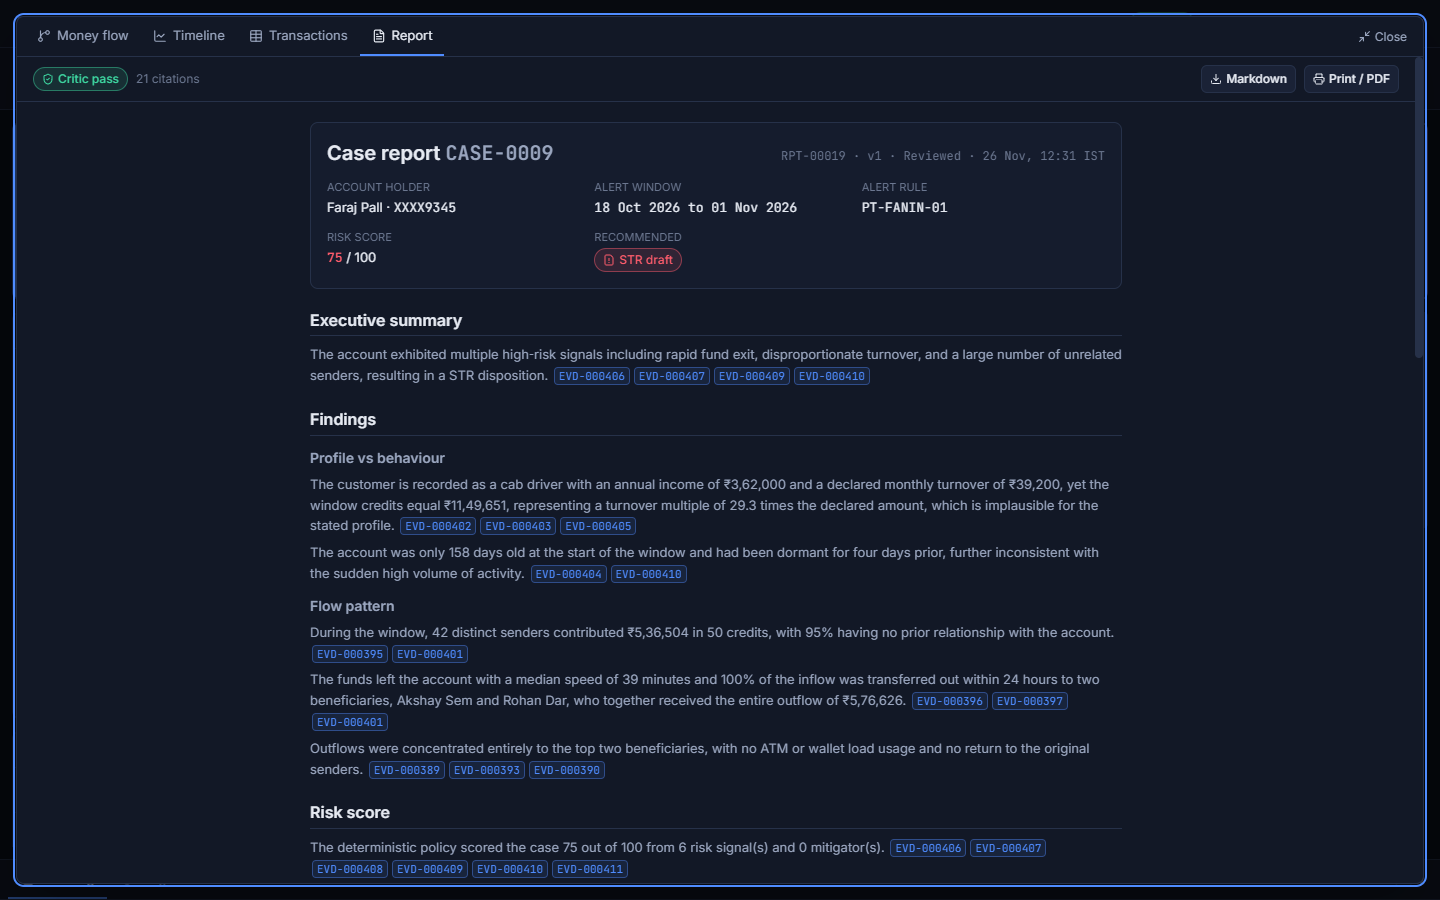 Money flow Timeline Transactions Report Close
Critic pass 21 citations Markdown Print / PDF
Case report CASE-0009 RPT-00019 · v1 · Reviewed · 26 Nov, 12:31 IST
ACCOUNT HOLDER ALERT WINDOW ALERT RULE
Faraj Pall · XXXX9345 18 Oct 2026 to 01 Nov 2026 PT-FANIN-01
RISK SCORE RECOMMENDED
75 / 100 STR draft
Executive summary
The account exhibited multiple high-risk signals including rapid fund exit, disproportionate turnover, and a large number of unrelated
senders, resulting in a STR disposition. EVD-000406 EVD-000407 EVD-000409 EVD-000410
Findings
Profile vs behaviour
The customer is recorded as a cab driver with an annual income of ₹3,62,000 and a declared monthly turnover of ₹39,200, yet the
window credits equal ₹11,49,651, representing a turnover multiple of 29.3 times the declared amount, which is implausible for the
stated profile. EVD-000402 EVD-000403 EVD-000405
The account was only 158 days old at the start of the window and had been dormant for four days prior, further inconsistent with
the sudden high volume of activity. EVD-000404 EVD-000410
Flow pattern
During the window, 42 distinct senders contributed ₹5,36,504 in 50 credits, with 95% having no prior relationship with the account.
EVD-000395 EVD-000401
The funds left the account with a median speed of 39 minutes and 100% of the inflow was transferred out within 24 hours to two
beneficiaries, Akshay Sem and Rohan Dar, who together received the entire outflow of ₹5,76,626. EVD-000396 EVD-000397
EVD-000401
Outflows were concentrated entirely to the top two beneficiaries, with no ATM or wallet load usage and no return to the original
senders. EVD-000389 EVD-000393 EVD-000390
Risk score
The deterministic policy scored the case 75 out of 100 from 6 risk signal(s) and 0 mitigator(s). EVD-000406 EVD-000407
EVD-000408 EVD-000409 EVD-000410 EVD-000411